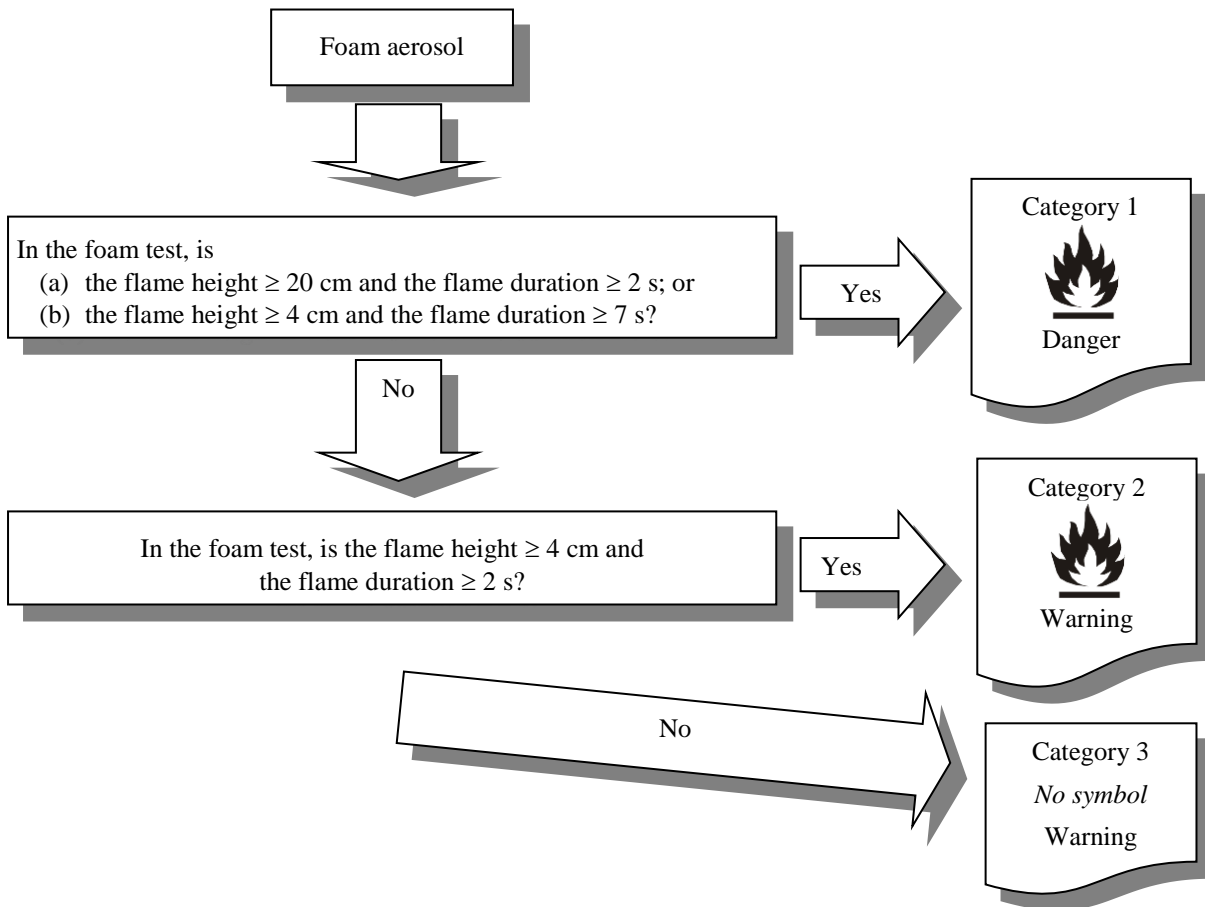 Foam aerosol
In the foam test, is
(a) the flame height ≥ 20 cm and the flame duration ≥ 2 s; or
(b) the flame height ≥ 4 cm and the flame duration ≥ 7 s?
Yes
Category 1
Danger
No
In the foam test, is the flame height ≥ 4 cm and
the flame duration ≥ 2 s?
Yes
Category 2
Warning
No
Category 3
No symbol
Warning